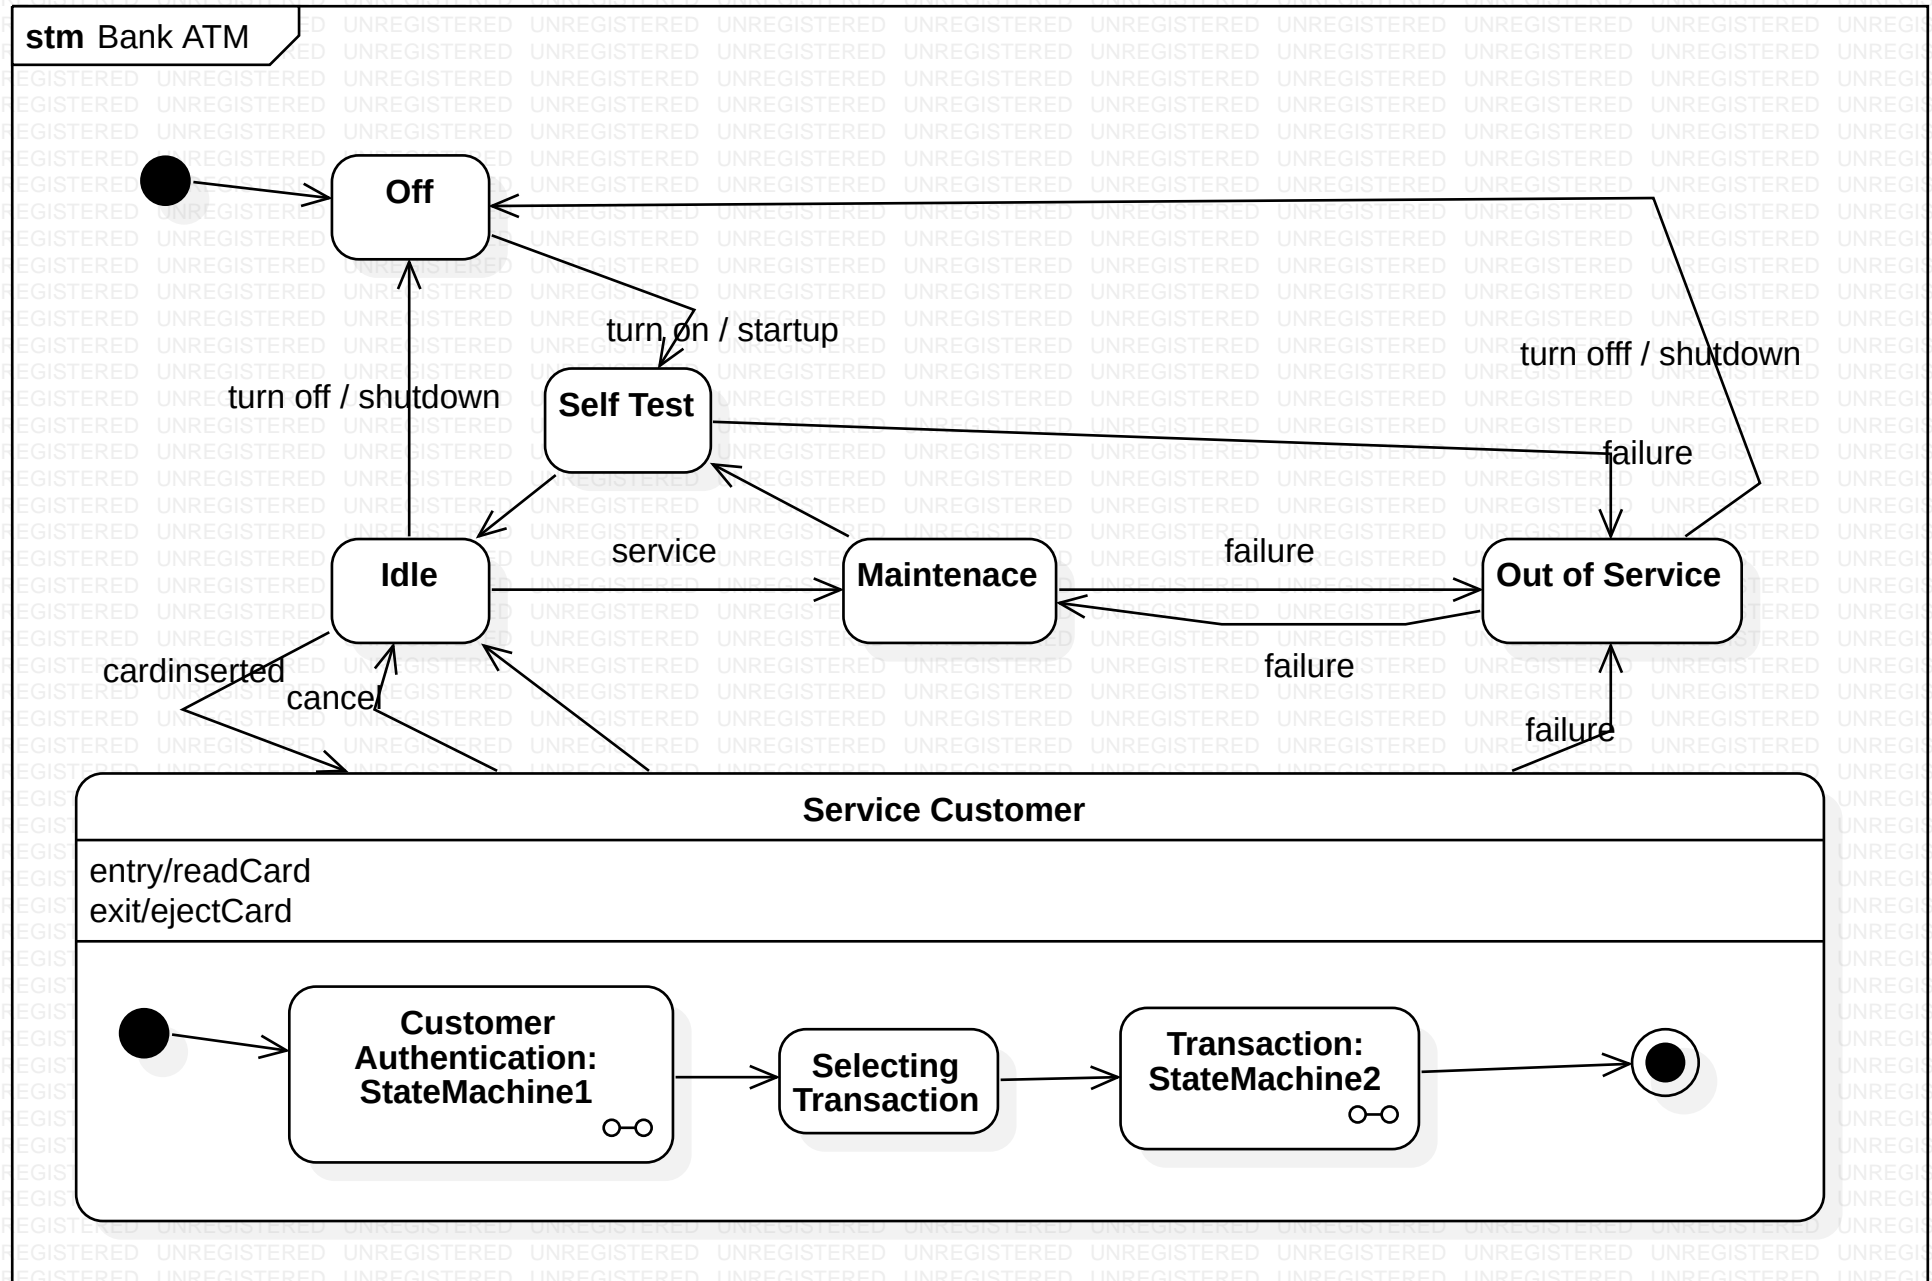 stm Bank ATM
Off
turn on / startup
turn offf / shutdown
turn off / shutdown
Self Test
failure
service
failure
Idle
Maintenace
Out of Service
cardinserted
cancel
failure
failure
Service Customer
entry/readCard
exit/ejectCard
Customer
Authentication:
StateMachine1
Selecting
Transaction
Transaction:
StateMachine2
UNREGISTERED